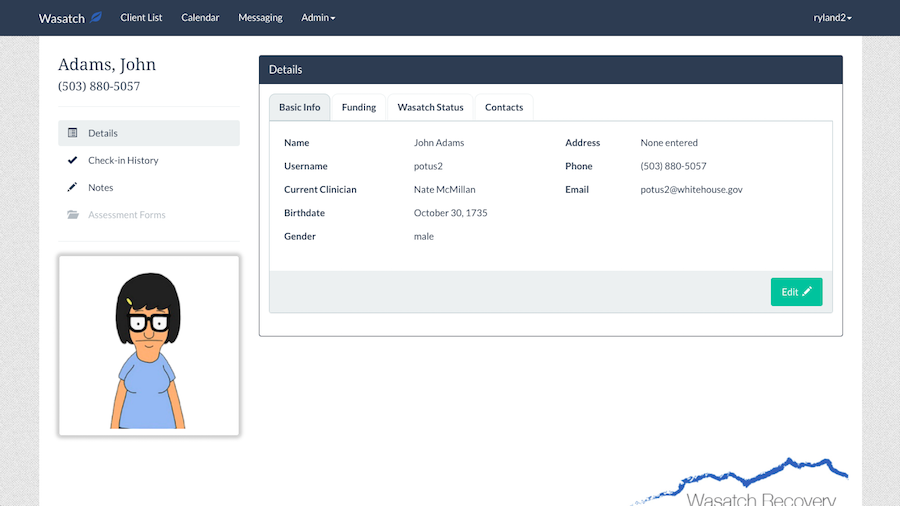 Wasatch Client List Calendar Messaging Admin ryland2
Adams, John
(503) 880-5057
Details
Check-in History
Notes
Assessment Forms
Details
Basic Info Funding Wasatch Status Contacts
Name John Adams Address None entered
Username potus2 Phone (503) 880-5057
Current Clinician Nate McMillan Email potus2@whitehouse.gov
Birthdate October 30, 1735
Gender male
Edit
Wasatch Recovery